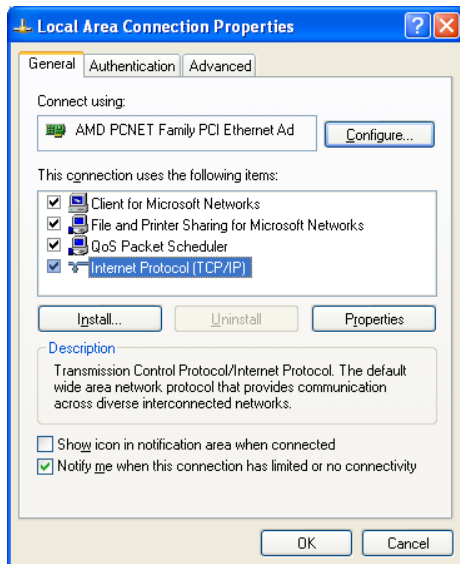 Local Area Connection Properties
General Authentication Advanced
Connect using:
AMD PCNET Family PCI Ethernet Ad Configure...
This connection uses the following items:
Client for Microsoft Networks
File and Printer Sharing for Microsoft Networks
QoS Packet Scheduler
Internet Protocol (TCP/IP)
Install... Uninstall Properties
Description
Transmission Control Protocol/Internet Protocol. The default
wide area network protocol that provides communication
across diverse interconnected networks.
Show icon in notification area when connected
Notify me when this connection has limited or no connectivity
OK Cancel